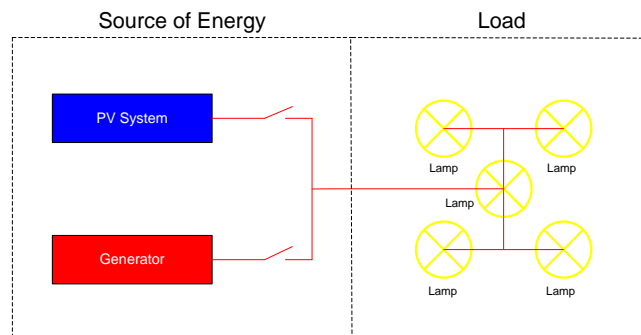 Source of Energy
Load
PV System
Lamp
Lamp
Lamp
Generator
Lamp
Lamp